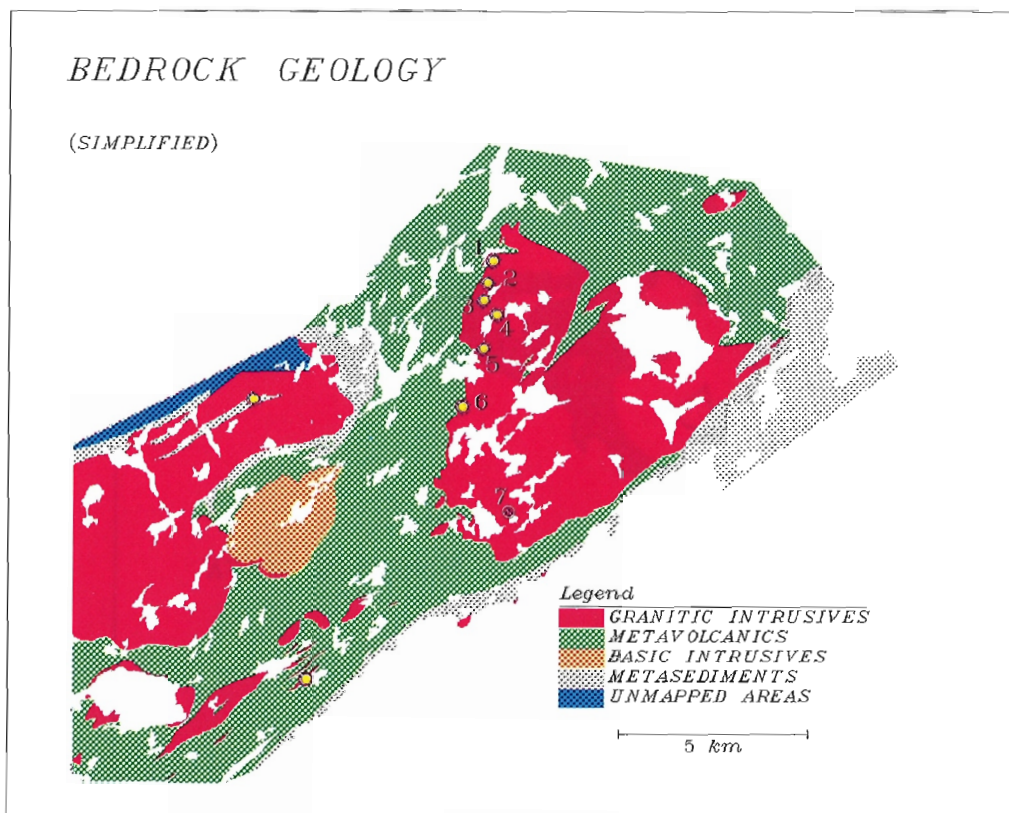 BEDROCK GEOLOGY
(SIMPLIFIED)
1
2
3
4
5
6
7
Legend
GRANITIC INTRUSIVES
METAVOLCANICS
BASIC INTRUSIVES
METASEDIMENTS
UNMAPPED AREAS
5 km